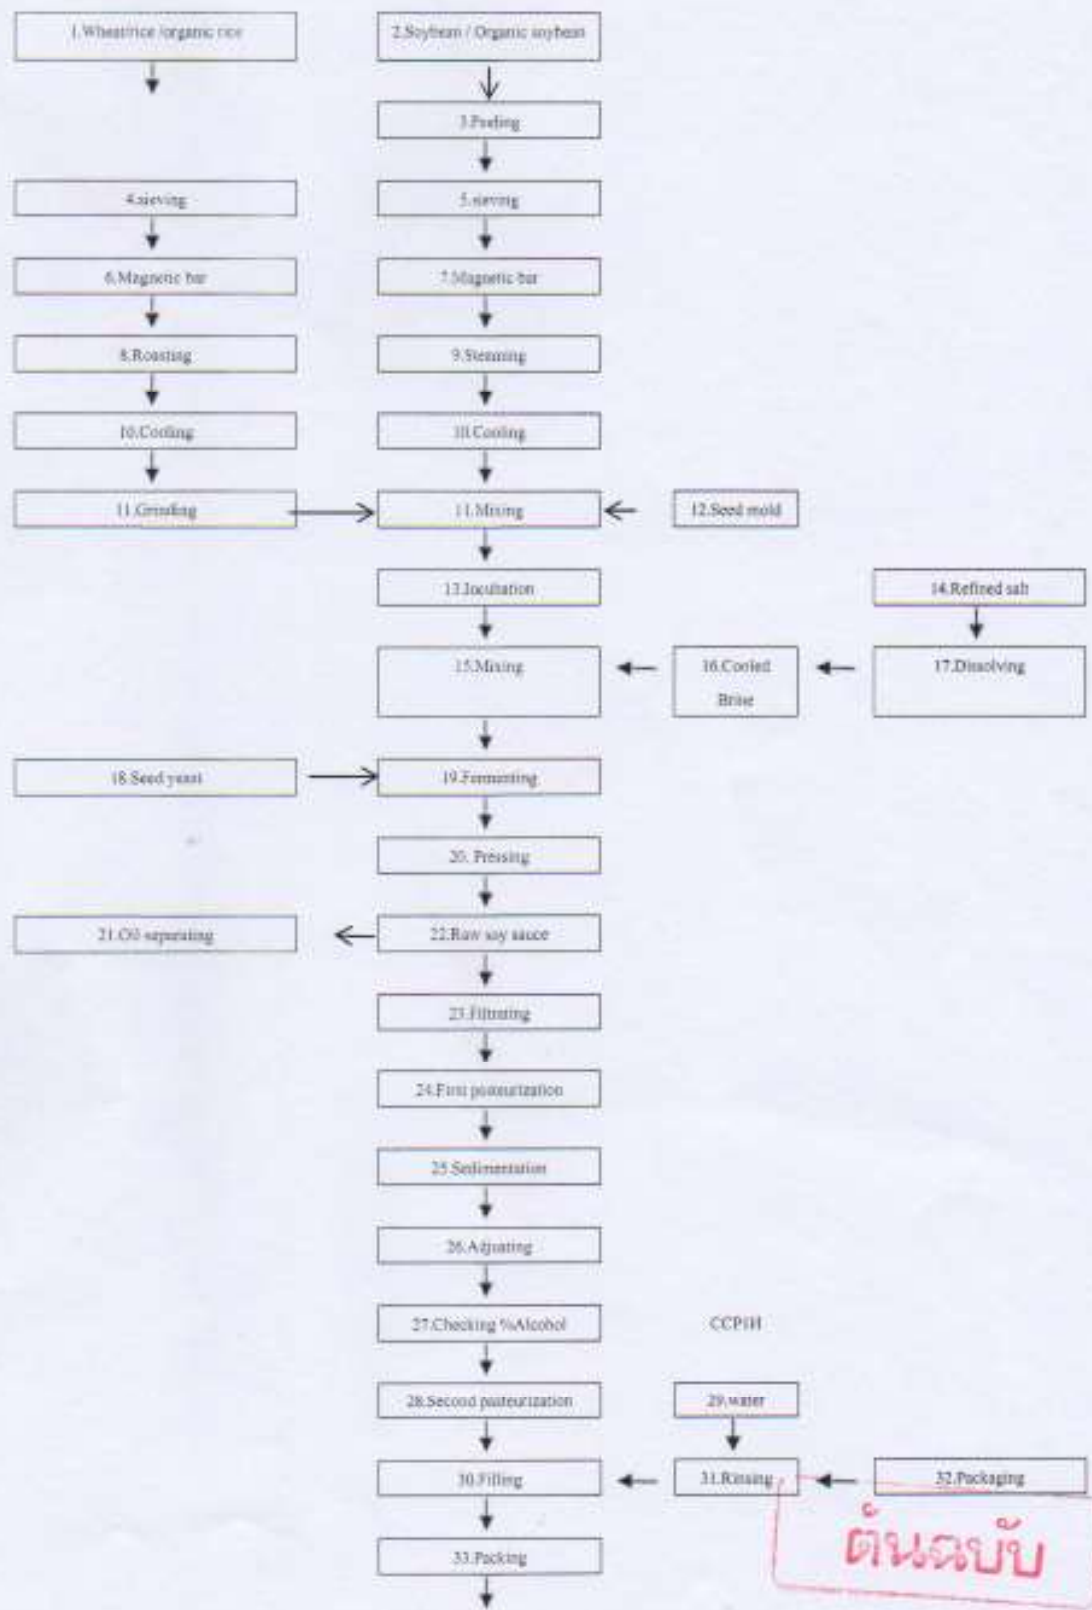 1.Wheat/rice /organic rice
2.Soybean / Organic soybean
3.Peeling
4.sieving
5.sieving
6.Magnetic bar
7.Magnetic bar
8.Roasting
9.Steaming
10.Cooling
10.Cooling
11.Grinding
11.Mixing
12.Seed mold
13.Incubation
14.Refined salt
15.Mixing
16.Cooled
Brine
17.Dissolving
18.Seed yeast
19.Fermenting
20. Pressing
21.Oil separating
22.Raw soy sauce
23.Filtrating
24.First pasteurization
25.Sedimentation
26.Adjusting
27.Checking %Alcohol
CCP1H
28.Second pasteurization
29.water
30.Filling
31.Rinsing
32.Packaging
ต้นฉบับ
33.Packing